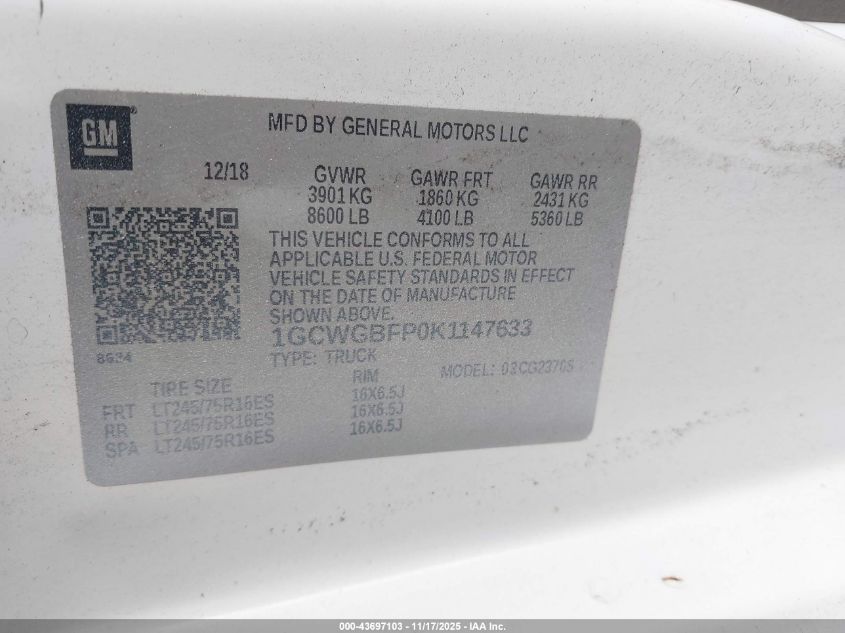 GM
MFD BY GENERAL MOTORS LLC
12/18
GVWR GAWR FRT GAWR RR
3901 KG 1860 KG 2431 KG
8600 LB 4100 LB 5360 LB
THIS VEHICLE CONFORMS TO ALL
APPLICABLE U.S. FEDERAL MOTOR
VEHICLE SAFETY STANDARDS IN EFFECT
ON THE DATE OF MANUFACTURE
SHOWN ABOVE.
1GCWGBFP0K1147633
TYPE: TRUCK MODEL:
TIRE SIZE RIM
FRT LT245/75R16ES 16X6.5J
RR LT245/75R16ES 16X6.5J
SPA LT245/75R16ES 16X6.5J
000-43697103 - 11/17/2025 - IAA Inc.